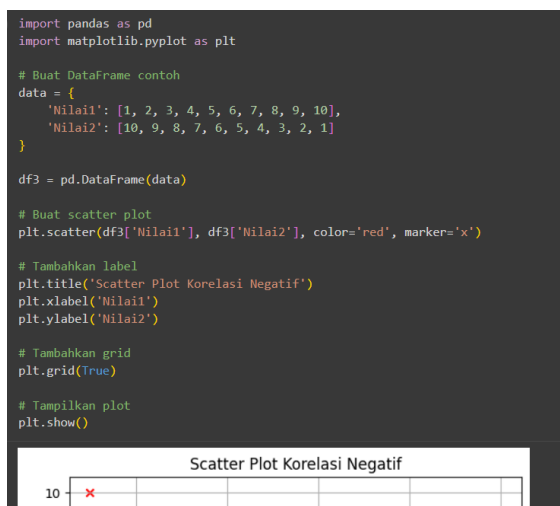 import pandas as pd
import matplotlib.pyplot as plt
# Buat DataFrame contoh
data = {
    'Nilai1': [1, 2, 3, 4, 5, 6, 7, 8, 9, 10],
    'Nilai2': [10, 9, 8, 7, 6, 5, 4, 3, 2, 1]
}
df3 = pd.DataFrame(data)
# Buat scatter plot
plt.scatter(df3['Nilai1'], df3['Nilai2'], color='red', marker='x')
# Tambahkan label
plt.title('Scatter Plot Korelasi Negatif')
plt.xlabel('Nilai1')
plt.ylabel('Nilai2')
# Tambahkan grid
plt.grid(True)
# Tampilkan plot
plt.show()
Scatter Plot Korelasi Negatif
10